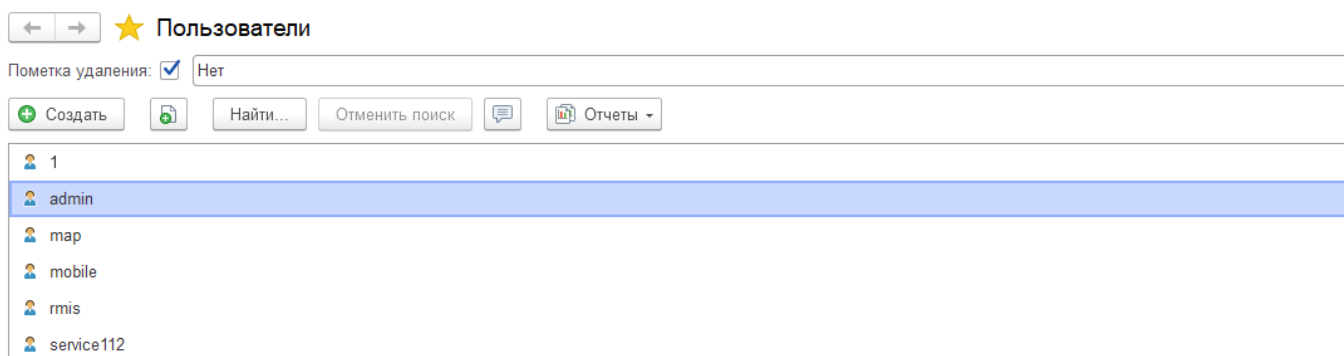 Пользователи
Пометка удаления: Нет
Создать Найти... Отменить поиск Отчеты
1
admin
map
mobile
rmis
service112